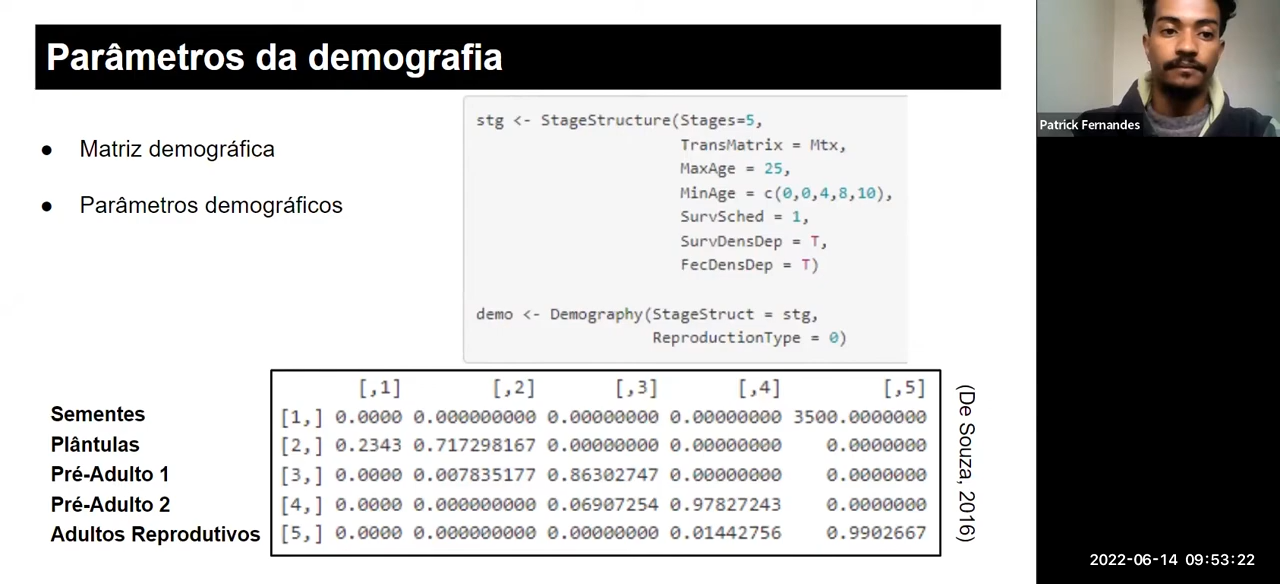 Parâmetros da demografia
● Matriz demográfica
● Parâmetros demográficos
stg <- StageStructure(Stages=5,
TransMatrix = Mtx,
MaxAge = 25,
MinAge = c(0,0,4,8,10),
SurvSched = 1,
SurvDensDep = T,
FecDensDep = T)
demo <- Demography(StageStruct = stg,
ReproductionType = 0)
[,1] [,2] [,3] [,4] [,5]
Sementes [1,] 0.0000 0.000000000 0.00000000 0.00000000 3500.0000000
Plântulas [2,] 0.2343 0.717298167 0.00000000 0.00000000 0.0000000
Pré-Adulto 1 [3,] 0.0000 0.007835177 0.86302747 0.00000000 0.0000000
Pré-Adulto 2 [4,] 0.0000 0.000000000 0.06907254 0.97827243 0.0000000
Adultos Reprodutivos [5,] 0.0000 0.000000000 0.00000000 0.01442756 0.9902667
(De Souza, 2016)
Patrick Fernandes
2022-06-14 09:53:22